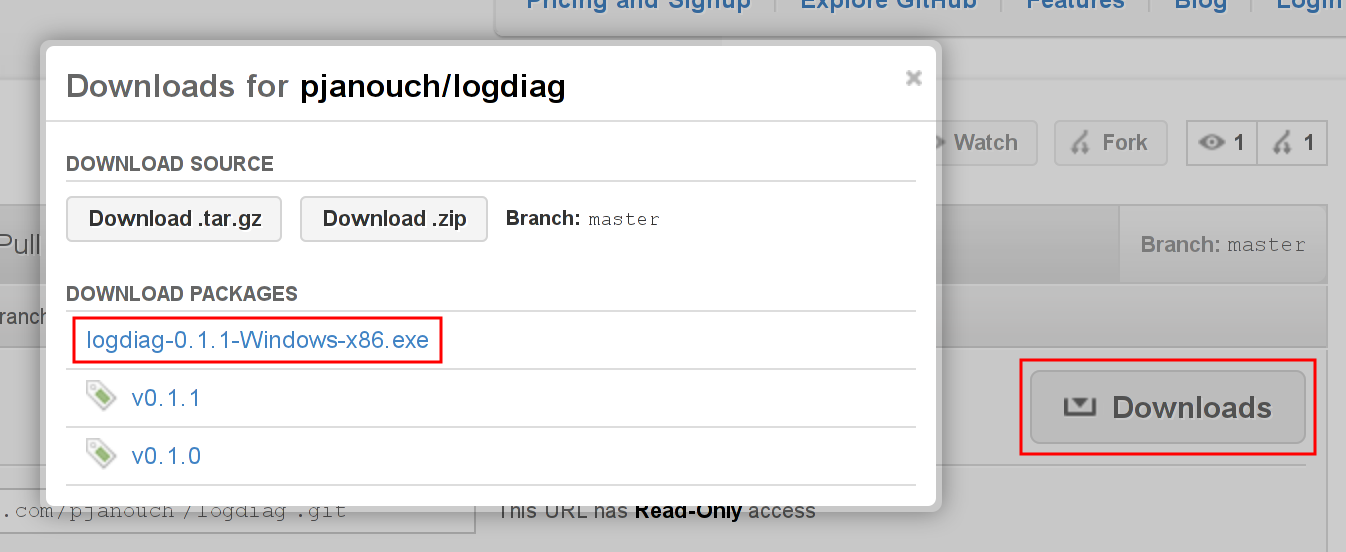 Pricing and Signup Explore GitHub Features Blog Login
Downloads for pjanouch/logdiag
Watch Fork 1 1
DOWNLOAD SOURCE
Download .tar.gz Download .zip Branch: master
Pull Branch: master
DOWNLOAD PACKAGES
logdiag-0.1.1-Windows-x86.exe
v0.1.1
Downloads
v0.1.0
.com/pjanouch/logdiag.git This URL has Read-Only access